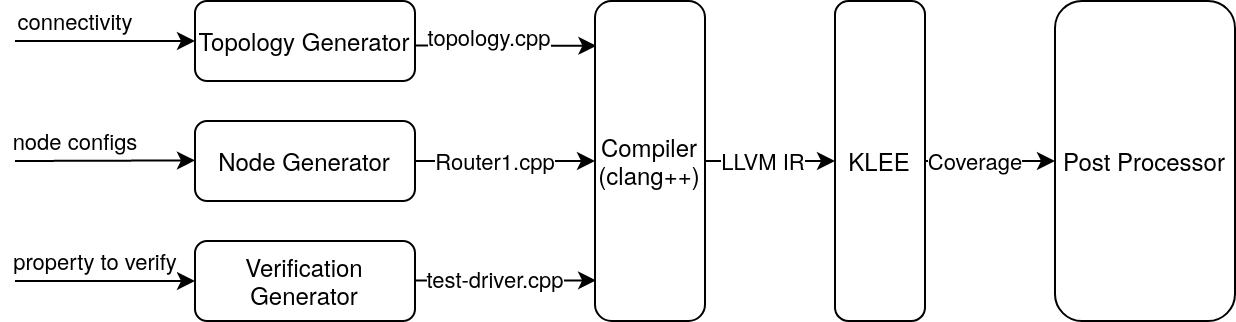 connectivity
Topology Generator
topology.cpp
node configs
Node Generator
Router1.cpp
property to verify
Verification
Generator
test-driver.cpp
Compiler
(clang++)
LLVM IR
KLEE
Coverage
Post Processor